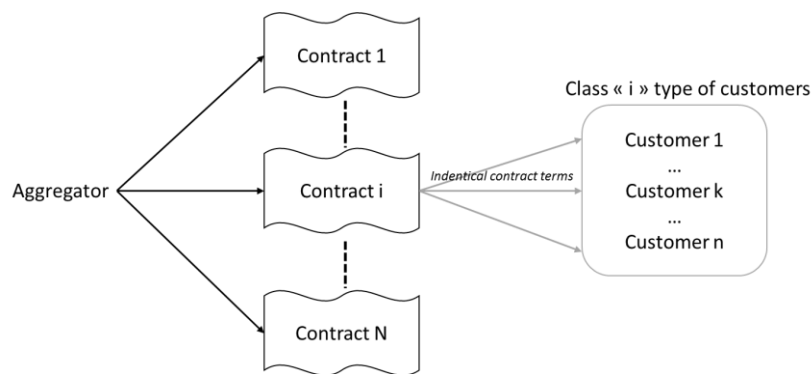 Contract 1
Class « i » type of customers
Customer 1
...
Aggregator
Contract i
Indentical contract terms
Customer k
...
Customer n
Contract N